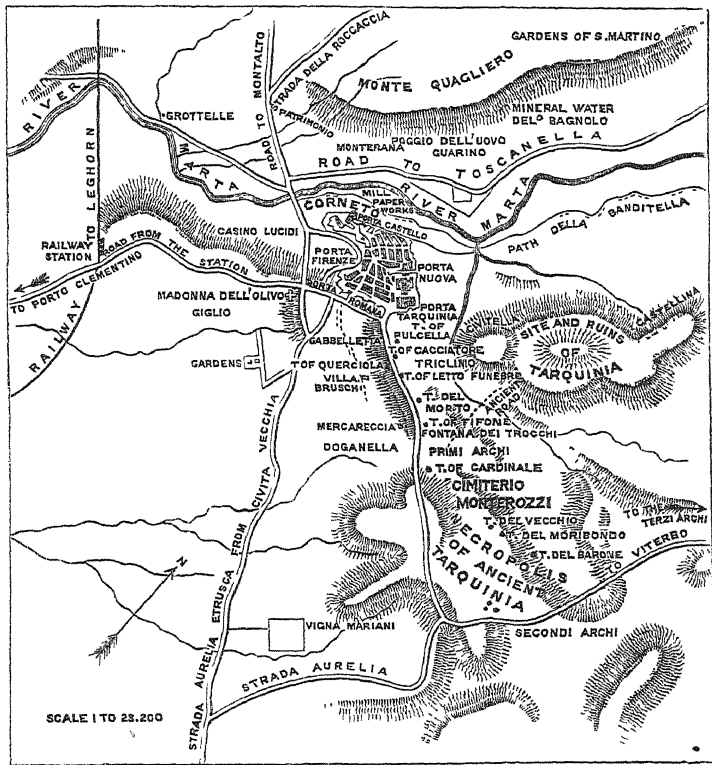 GARDENS OF S. MARTINO
MONTE QUAGLIERO
STRADA DELLA ROCCACCIA
ROAD TO MONTALTO
PATRIMONIO
MINERAL WATER
DELº BAGNOLO
POGGIO DELL'UOVO
GUARINO
MONTERANA
ROAD TO TOSCANELLA
GROTTELLE
RIVER
MARTA
TO LEGHORN
RIVER MARTA
MILL
PAPER
WORKS
CORNETO
PORTA CASTELLO
CASINO LUCIDI
PORTA
FIRENZE
PATH DELLA BANDITELLA
RAILWAY
STATION
ROAD FROM THE STATION
TO PORTO CLEMENTINO
RAILWAY
PORTA
NUOVA
PORTA ROMANA
PORTA
TARQUINIA
MADONNA DELL'OLIVO
GIGLIO
T. OF
PULCELLA
CIVITELLA
CASTELLINA
SITE AND RUINS
OF
TARQUINIA
GABBELLETTA
T. OF CACCIATORE
TRICLINIO
GARDENS
T. OF QUERCIOLA
T. OF LETTO FUNEBRE
VILLA
BRUSCHI
ANCIENT
ROAD
T. DEL
MORTO
T. OF TIFONE
FONTANA DEI TROCCHI
MERCARECCIA
DOGANELLA
PRIMI ARCHI
T. OF CARDINALE
CIMITERIO
MONTEROZZI
TO THE
TERZI ARCHI
T. DEL VECCHIO
T. DEL MORIBONDO
T. DEL BARONE
NECROPOLIS
OF ANCIENT
TARQUINIA
TO VITERBO
N
VIGNA MARIANI
SECONDI ARCHI
STRADA AURELIA
STRADA AURELIA ETRUSCA FROM CIVITA VECCHIA
SCALE 1 TO 23.200